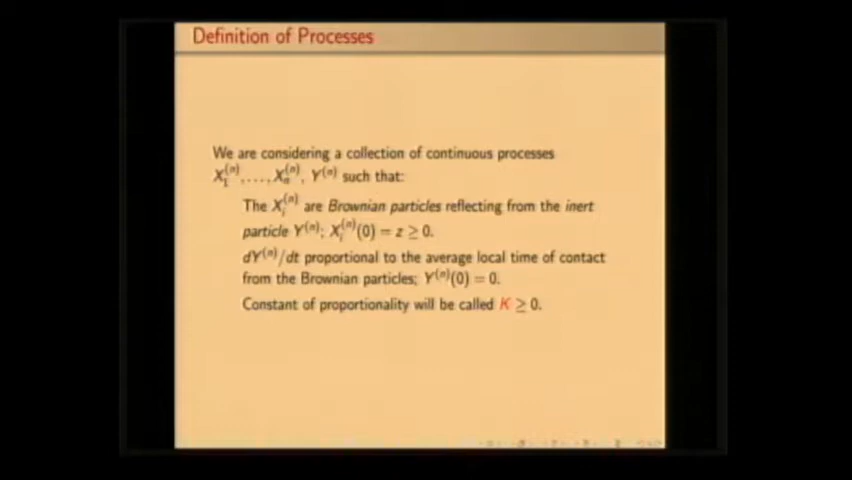 Definition of Processes
We are considering a collection of continuous processes
X₁⁽ⁿ⁾, . . . , Xₙ⁽ⁿ⁾, Y⁽ⁿ⁾ such that:
The Xᵢ⁽ⁿ⁾ are Brownian particles reflecting from the inert
particle Y⁽ⁿ⁾; Xᵢ⁽ⁿ⁾(0) = z ≥ 0.
dY⁽ⁿ⁾/dt proportional to the average local time of contact
from the Brownian particles; Y⁽ⁿ⁾(0) = 0.
Constant of proportionality will be called K ≥ 0.